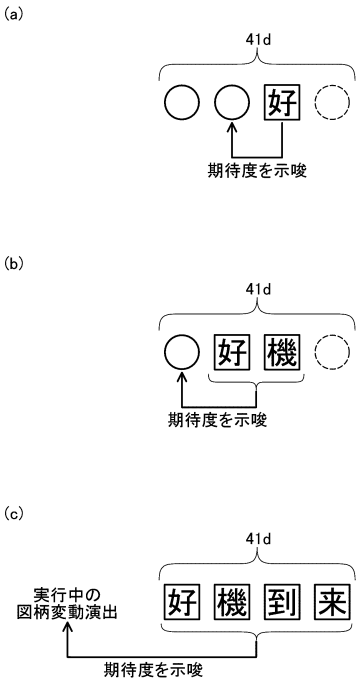 (a)
41d
好
期待度を示唆
(b)
41d
好機
期待度を示唆
(c)
41d
実行中の
図柄変動演出
好機到来
期待度を示唆